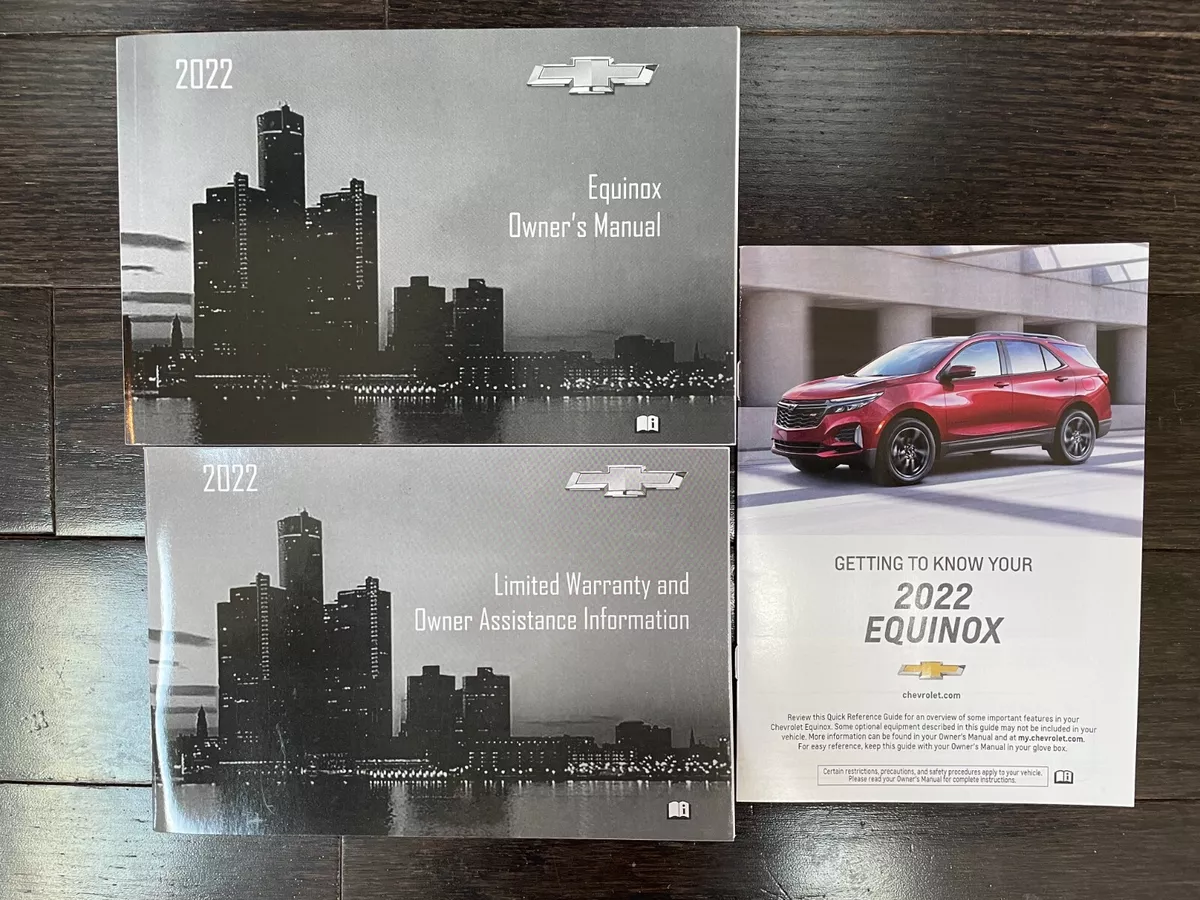 2022
Equinox
Owner's Manual
2022
Limited Warranty and
Owner Assistance Information
GETTING TO KNOW YOUR
2022
EQUINOX
chevrolet.com
Review this Quick Reference Guide for an overview of some important features in your
Chevrolet Equinox. Some optional equipment described in this guide may not be included in your
vehicle. More information can be found in your Owner's Manual and at my.chevrolet.com.
For easy reference, keep this guide with your Owner's Manual in your glove box.
Certain restrictions, precautions, and safety procedures apply to your vehicle.
Please read your Owner's Manual for complete instructions.